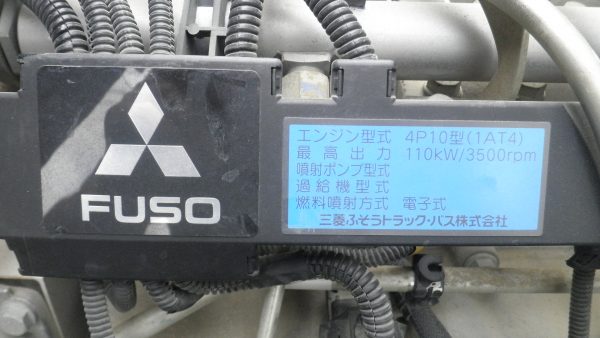 FUSO
エンジン型式 4P10型(1AT4)
最高出力 110kW/3500rpm
噴射ポンプ型式
過給機型式
燃料噴射方式 電子式
三菱ふそうトラック・バス株式会社